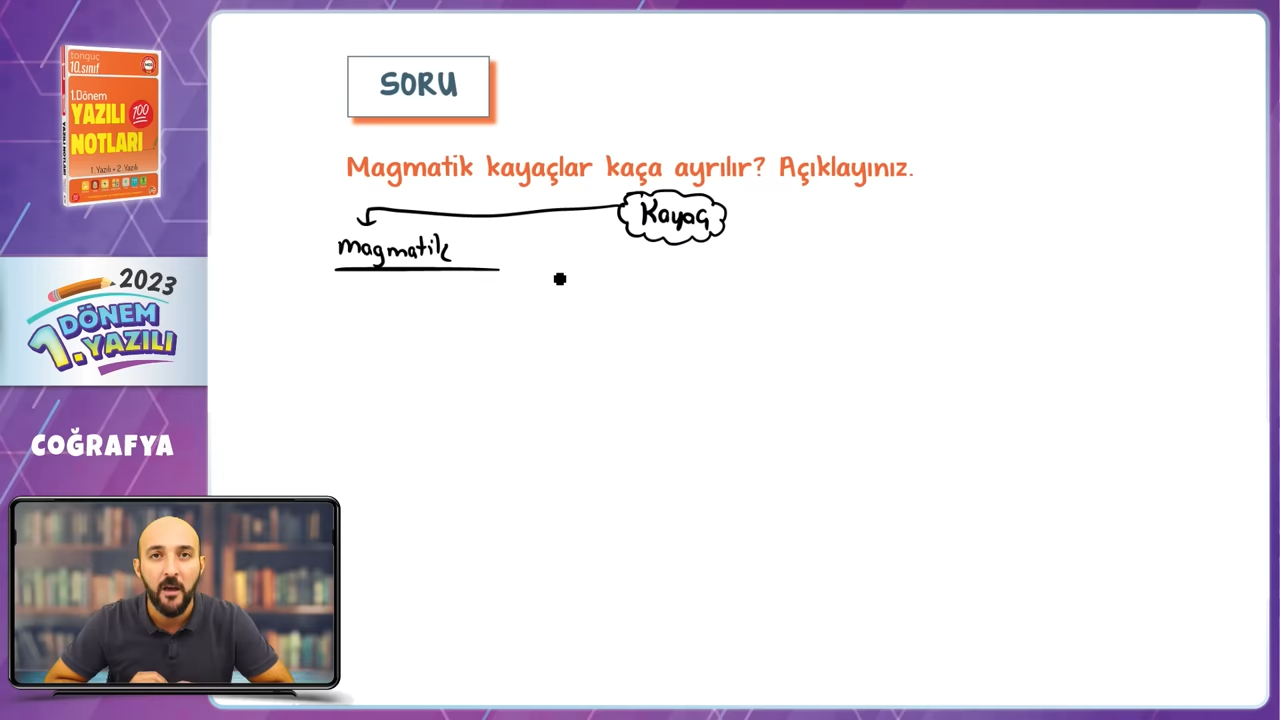 tonguç
10.sınıf
1.Dönem
YAZILI
100
NOTLARI
1. Yazılı + 2. Yazılı
2023
1. DÖNEM
YAZILI
COĞRAFYA
SORU
Magmatik kayaçlar kaça ayrılır? Açıklayınız.
Kayaç
magmatik